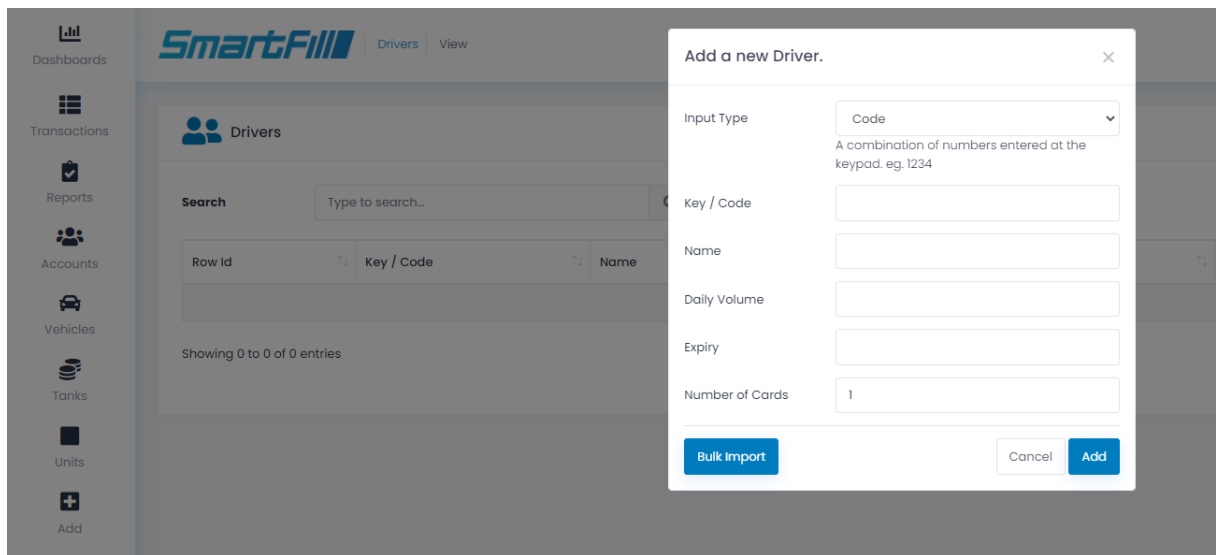 Dashboards
Transactions
Reports
Accounts
Vehicles
Tanks
Units
Add
SmartFill
Drivers View
Drivers
Search Type to search...
Row Id Key / Code Name
Showing 0 to 0 of 0 entries
Add a new Driver.
Input Type Code
A combination of numbers entered at the
keypad. eg. 1234
Key / Code
Name
Daily Volume
Expiry
Number of Cards 1
Bulk Import Cancel Add